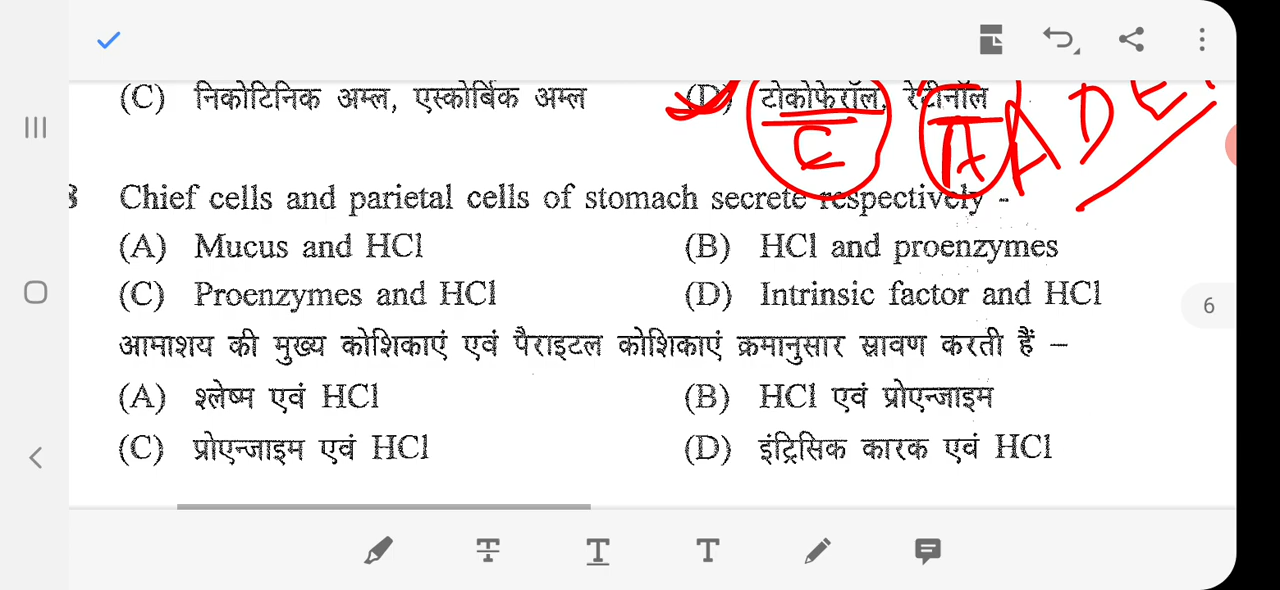 (C) निकोटिनिक अम्ल, एस्कोर्बिक अम्ल (D) टोकोफेरॉल, रेटीनॉल
E A A D E
Chief cells and parietal cells of stomach secrete respectively -
(A) Mucus and HCl (B) HCl and proenzymes
(C) Proenzymes and HCl (D) Intrinsic factor and HCl
6
आमाशय की मुख्य कोशिकाएं एवं पैराइटल कोशिकाएं क्रमानुसार स्रावण करती हैं –
(A) श्लेष्म एवं HCl (B) HCl एवं प्रोएन्जाइम
(C) प्रोएन्जाइम एवं HCl (D) इंट्रिसिक कारक एवं HCl